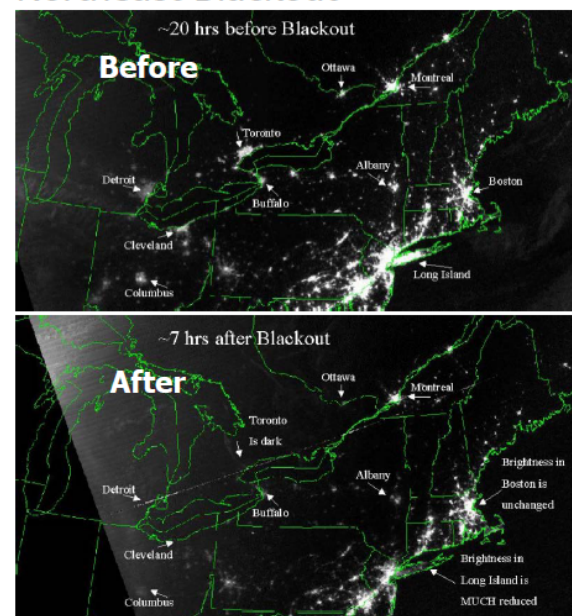 ~20 hrs before Blackout
Before
Ottawa
Montreal
Toronto
Detroit
Albany
Boston
Buffalo
Cleveland
Long Island
Columbus
~7 hrs after Blackout
After
Ottawa
Montreal
Toronto
Is dark
Brightness in
Boston is
unchanged
Albany
Detroit
Buffalo
Cleveland
Brightness in
Long Island is
MUCH reduced
Columbus